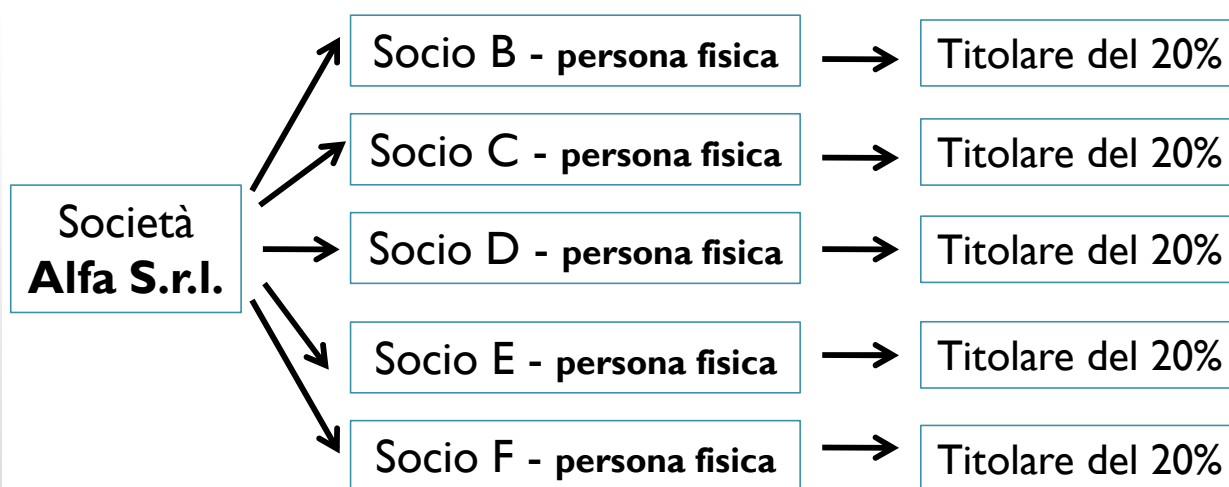 Socio B - persona fisica
Titolare del 20%
Socio C - persona fisica
Titolare del 20%
Società
Alfa S.r.l.
Socio D - persona fisica
Titolare del 20%
Socio E - persona fisica
Titolare del 20%
Socio F - persona fisica
Titolare del 20%